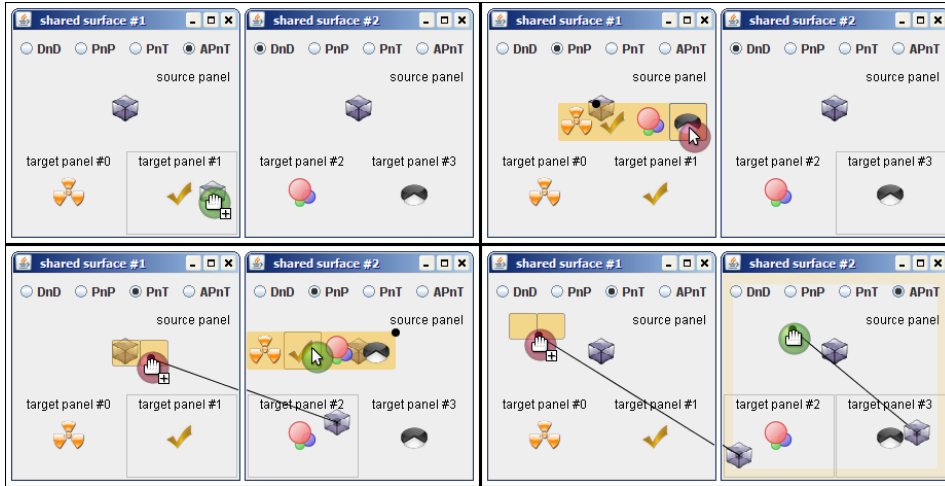 shared surface #1
DnD PnP PnT APnT
source panel
target panel #0 target panel #1
shared surface #2
DnD PnP PnT APnT
source panel
target panel #2 target panel #3
shared surface #1
DnD PnP PnT APnT
source panel
target panel #0 target panel #1
shared surface #2
DnD PnP PnT APnT
source panel
target panel #2 target panel #3
shared surface #1
DnD PnP PnT APnT
source panel
target panel #0 target panel #1
shared surface #2
DnD PnP PnT APnT
source panel
target panel #2 target panel #3
shared surface #1
DnD PnP PnT APnT
source panel
target panel #0 target panel #1
shared surface #2
DnD PnP PnT APnT
source panel
target panel #2 target panel #3